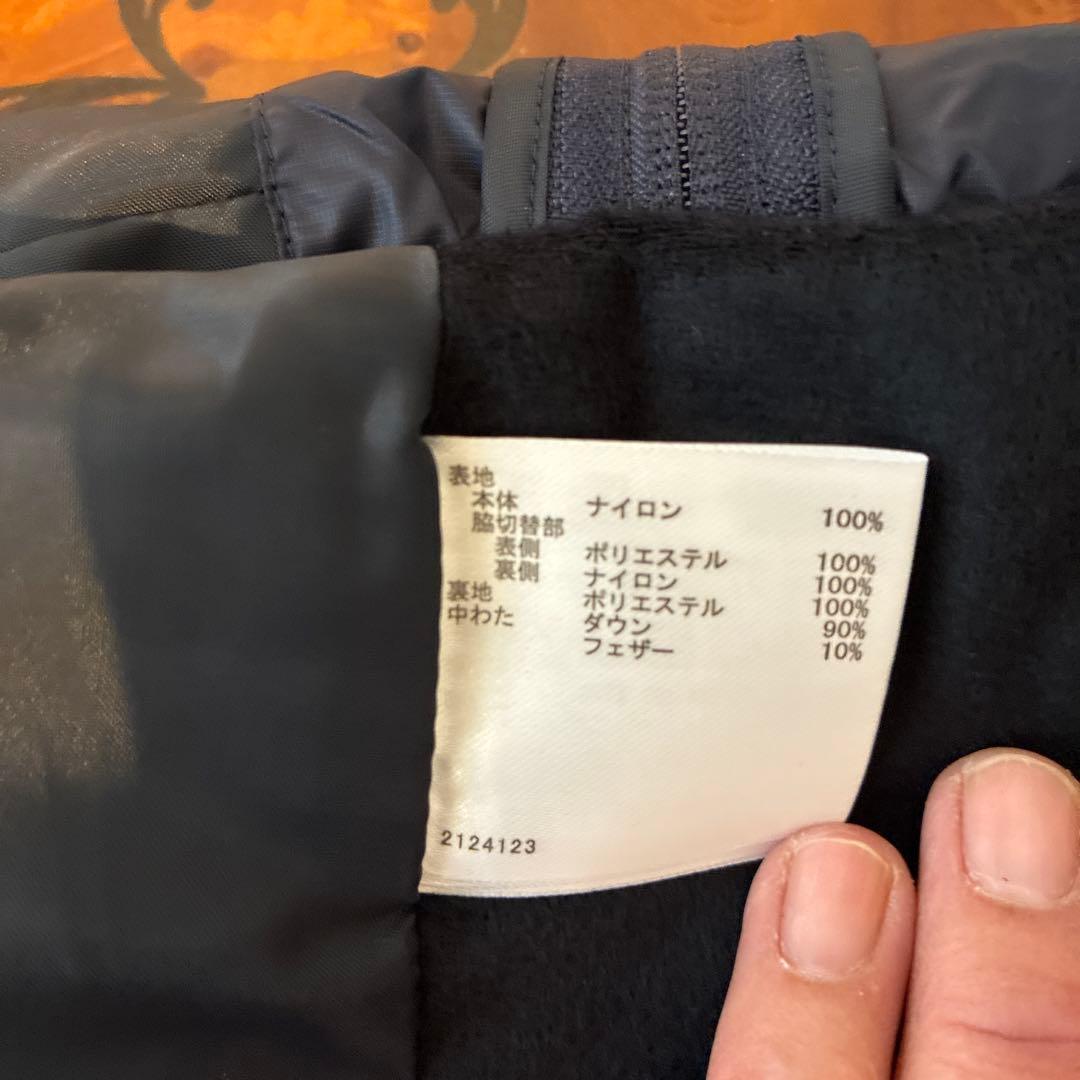 表地
本体 ナイロン 100%
脇切替部
表側 ポリエステル 100%
裏側 ナイロン 100%
裏地 ポリエステル 100%
中わた ダウン 90%
フェザー 10%
2124123